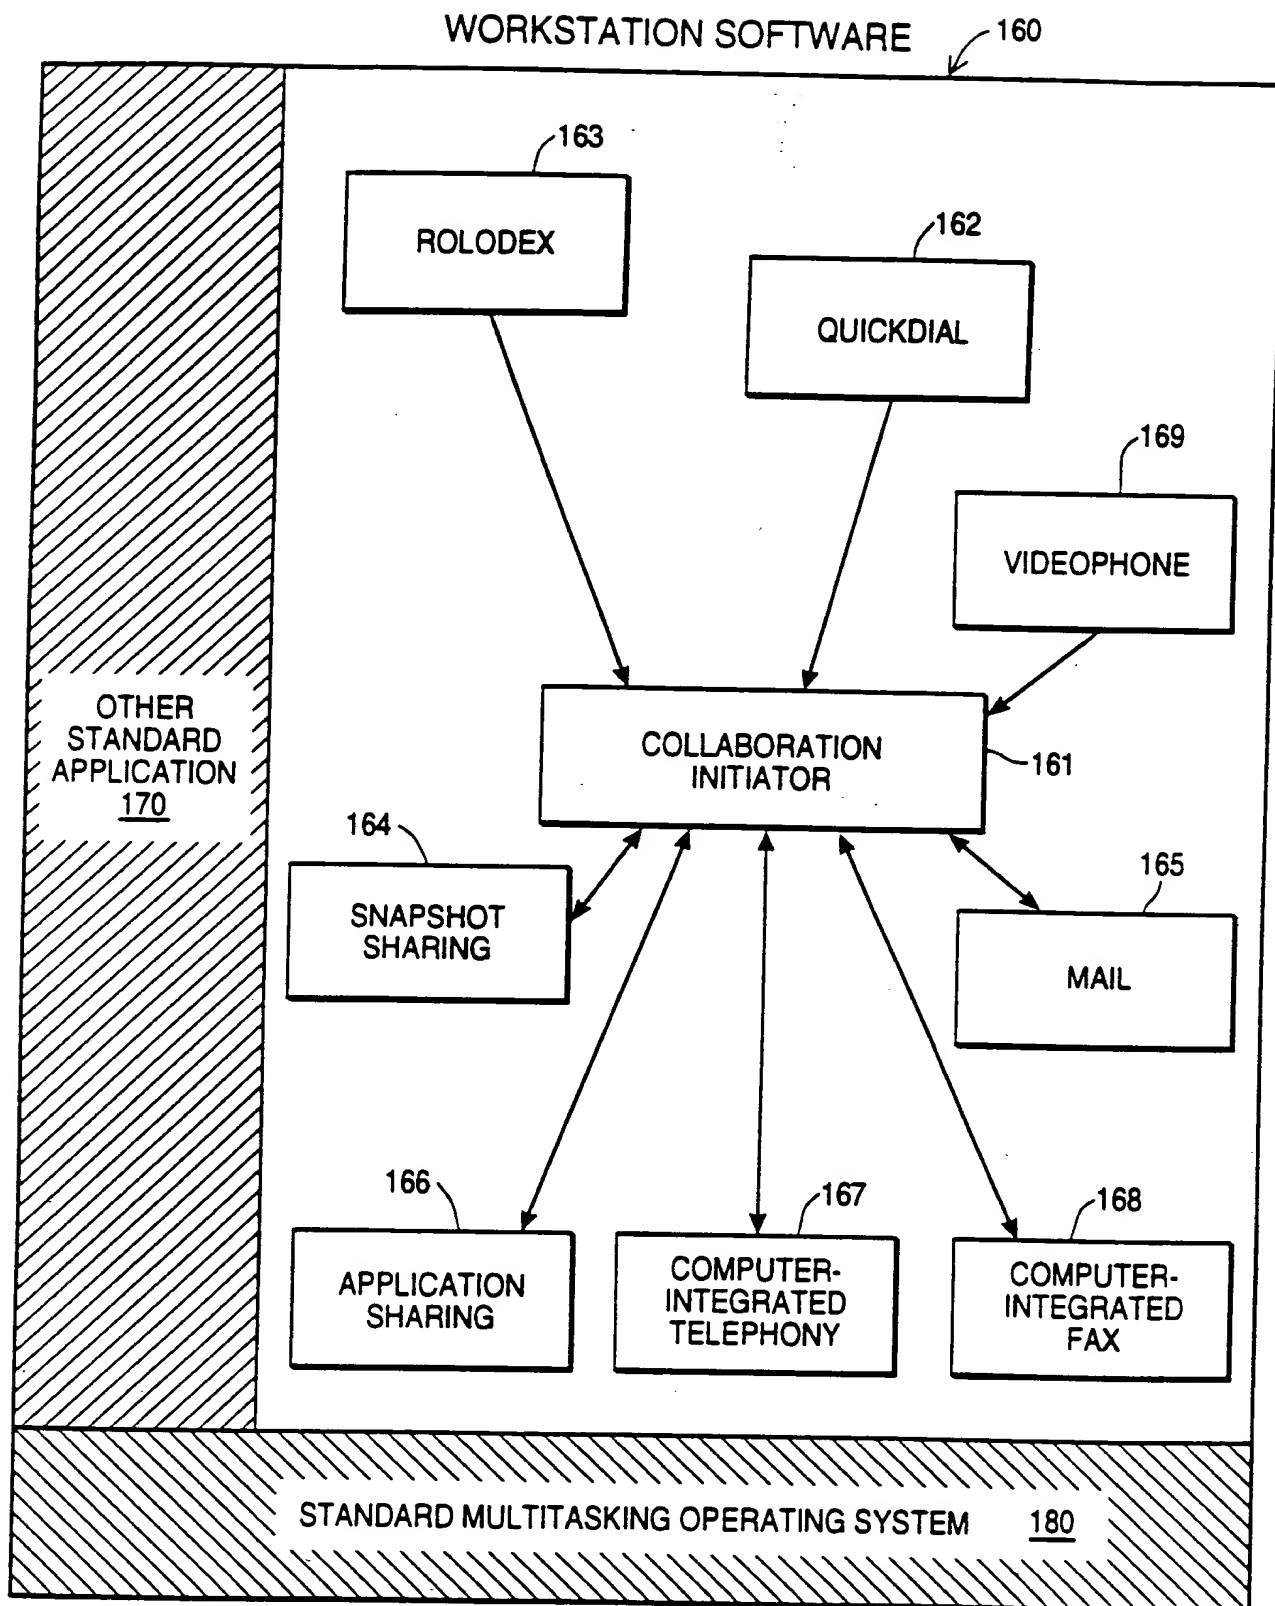 WORKSTATION SOFTWARE
160
163
ROLODEX
162
QUICKDIAL
169
VIDEOPHONE
OTHER
STANDARD
APPLICATION
170
COLLABORATION
INITIATOR
161
164
SNAPSHOT
SHARING
165
MAIL
166
APPLICATION
SHARING
167
COMPUTER-
INTEGRATED
TELEPHONY
168
COMPUTER-
INTEGRATED
FAX
STANDARD MULTITASKING OPERATING SYSTEM 180